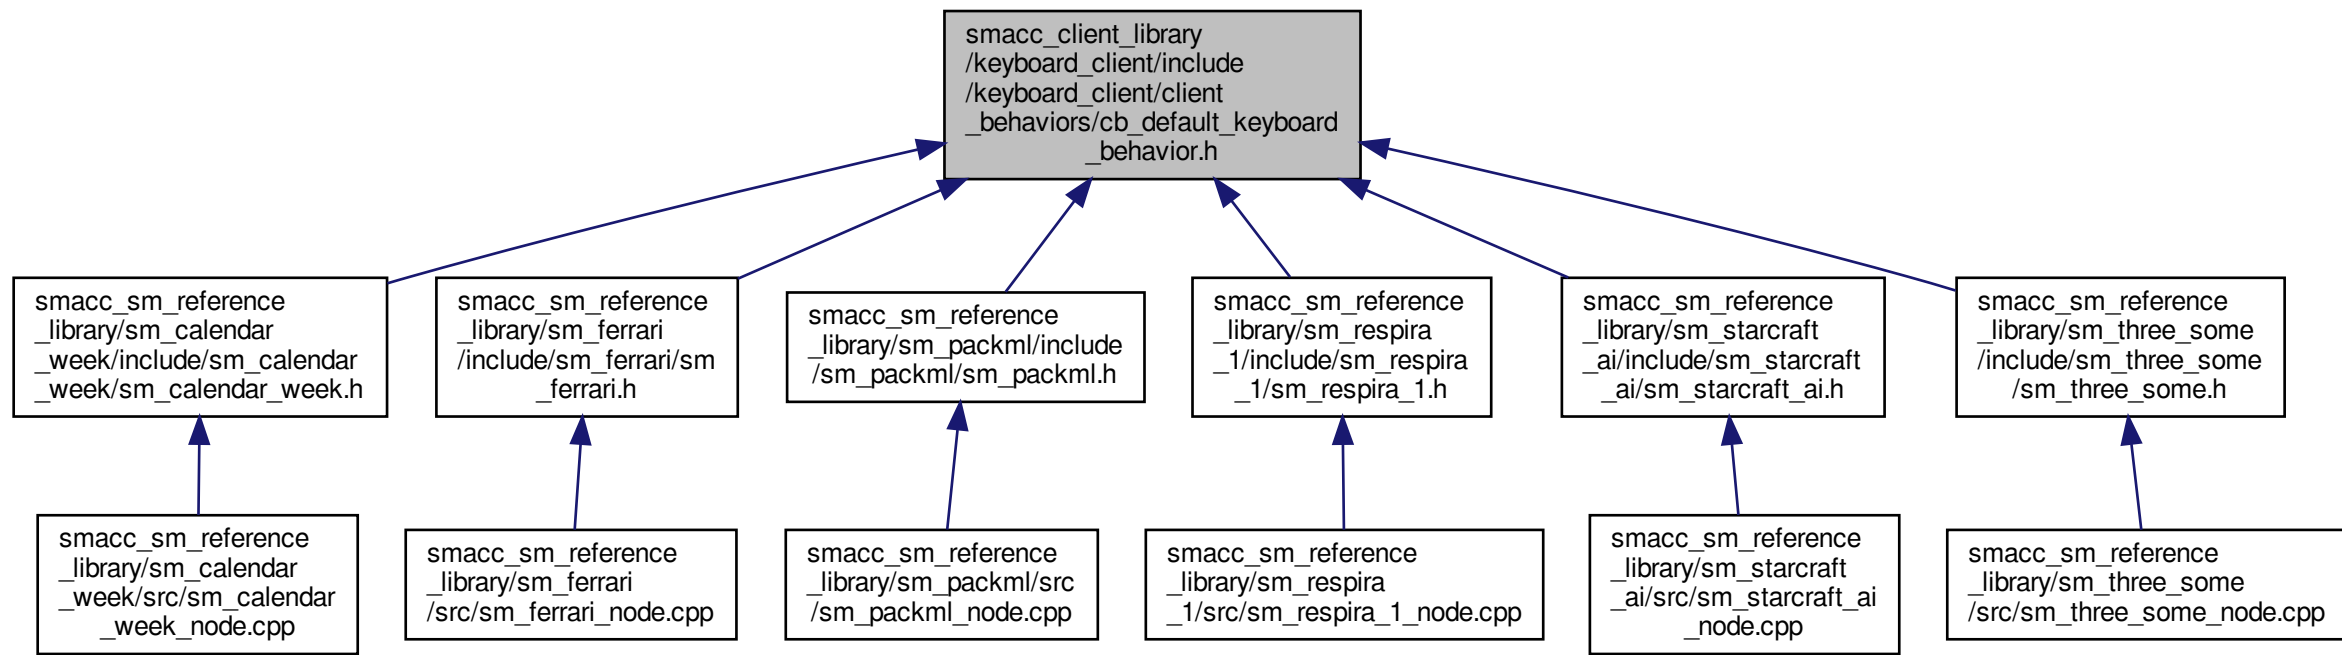 smacc_client_library
/keyboard_client/include
/keyboard_client/client
_behaviors/cb_default_keyboard
_behavior.h
smacc_sm_reference
_library/sm_calendar
_week/include/sm_calendar
_week/sm_calendar_week.h
smacc_sm_reference
_library/sm_ferrari
/include/sm_ferrari/sm
_ferrari.h
smacc_sm_reference
_library/sm_packml/include
/sm_packml/sm_packml.h
smacc_sm_reference
_library/sm_respira
_1/include/sm_respira
_1/sm_respira_1.h
smacc_sm_reference
_library/sm_starcraft
_ai/include/sm_starcraft
_ai/sm_starcraft_ai.h
smacc_sm_reference
_library/sm_three_some
/include/sm_three_some
/sm_three_some.h
smacc_sm_reference
_library/sm_calendar
_week/src/sm_calendar
_week_node.cpp
smacc_sm_reference
_library/sm_ferrari
/src/sm_ferrari_node.cpp
smacc_sm_reference
_library/sm_packml/src
/sm_packml_node.cpp
smacc_sm_reference
_library/sm_respira
_1/src/sm_respira_1_node.cpp
smacc_sm_reference
_library/sm_starcraft
_ai/src/sm_starcraft_ai
_node.cpp
smacc_sm_reference
_library/sm_three_some
/src/sm_three_some_node.cpp